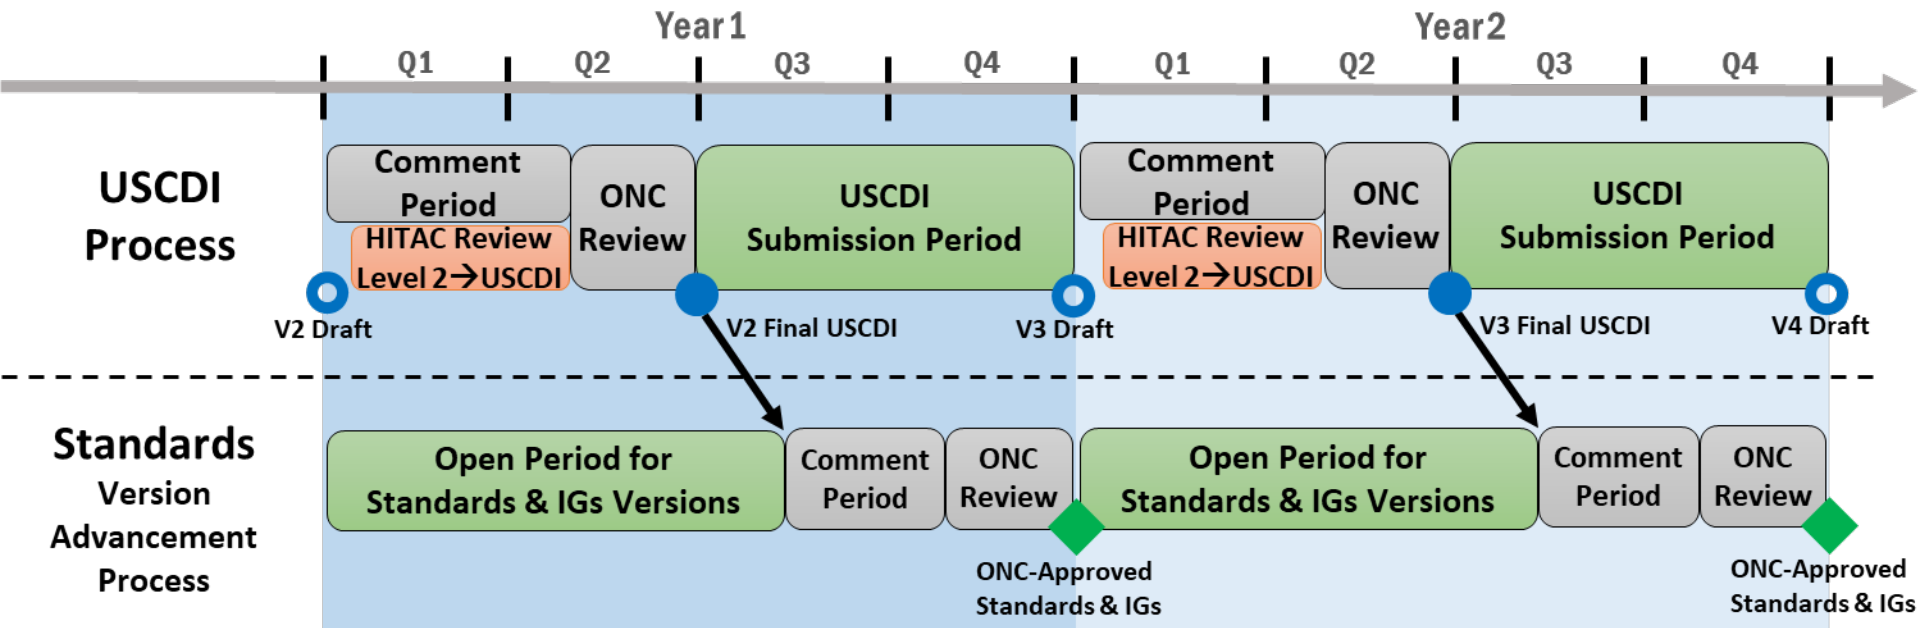 Year1
Year2
Q1
Q2
Q3
Q4
Q1
Q2
Q3
Q4
USCDI
Process
Comment
Period
HITAC Review
Level 2→USCDI
ONC
Review
USCDI
Submission Period
Comment
Period
HITAC Review
Level 2→USCDI
ONC
Review
USCDI
Submission Period
V2 Draft
V2 Final USCDI
V3 Draft
V3 Final USCDI
V4 Draft
Standards
Version
Advancement
Process
Open Period for
Standards & IGs Versions
Comment
Period
ONC
Review
Open Period for
Standards & IGs Versions
Comment
Period
ONC
Review
ONC-Approved
Standards & IGs
ONC-Approved
Standards & IGs